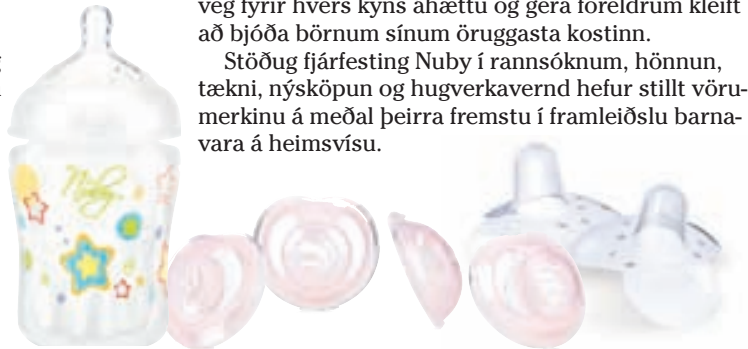 veg fyrir hvers kyns áhættu og gera foreldrum kleift
að bjóða börnum sínum öruggasta kostinn.
Stöðug fjárfesting Nuby í rannsóknum, hönnun,
tækni, nýsköpun og hugverkavernd hefur stillt vöru-
merkinu á meðal þeirra fremstu í framleiðslu barna-
vara á heimsvísu.
Nuby